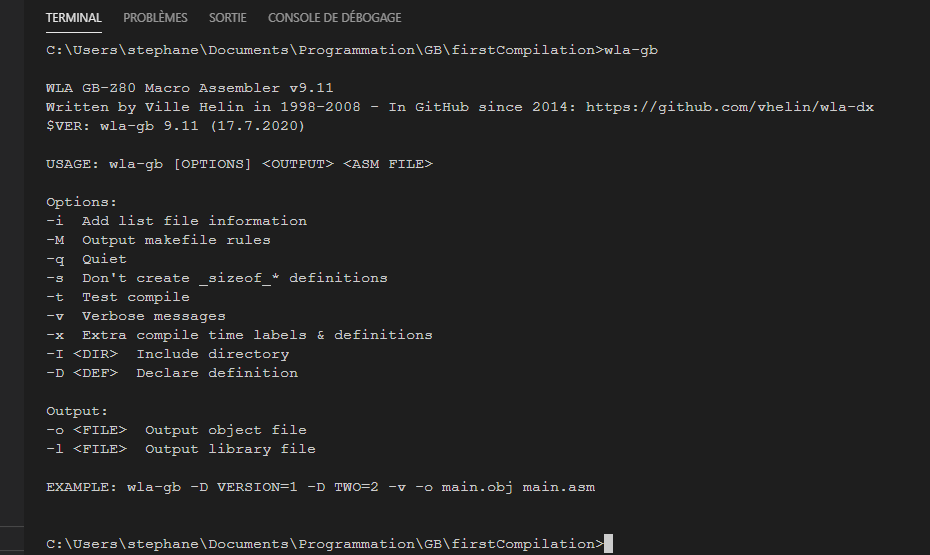 TERMINAL PROBLÈMES SORTIE CONSOLE DE DÉBOGAGE
C:\Users\stephane\Documents\Programmation\GB\firstCompilation>wla-gb
WLA GB-Z80 Macro Assembler v9.11
Written by Ville Helin in 1998-2008 - In GitHub since 2014: https://github.com/vhelin/wla-dx
$VER: wla-gb 9.11 (17.7.2020)
USAGE: wla-gb [OPTIONS] <OUTPUT> <ASM FILE>
Options:
-i  Add list file information
-M  Output makefile rules
-q  Quiet
-s  Don't create _sizeof_* definitions
-t  Test compile
-v  Verbose messages
-x  Extra compile time labels & definitions
-I <DIR>  Include directory
-D <DEF>  Declare definition
Output:
-o <FILE>  Output object file
-l <FILE>  Output library file
EXAMPLE: wla-gb -D VERSION=1 -D TWO=2 -v -o main.obj main.asm
C:\Users\stephane\Documents\Programmation\GB\firstCompilation>